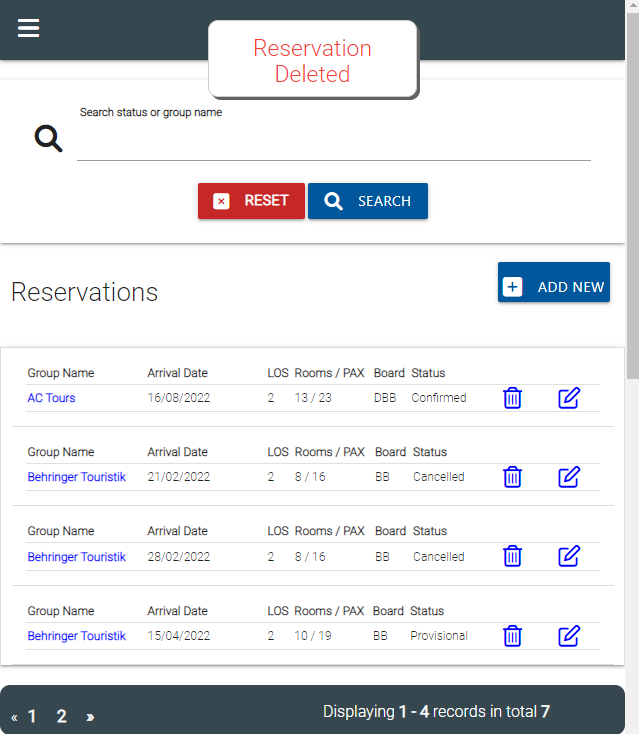 Reservation
Deleted
Search status or group name
RESET SEARCH
Reservations
ADD NEW
Group Name Arrival Date LOS Rooms / PAX Board Status
AC Tours 16/08/2022 2 13 / 23 DBB Confirmed
Group Name Arrival Date LOS Rooms / PAX Board Status
Behringer Touristik 21/02/2022 2 8 / 16 BB Cancelled
Group Name Arrival Date LOS Rooms / PAX Board Status
Behringer Touristik 28/02/2022 2 8 / 16 BB Cancelled
Group Name Arrival Date LOS Rooms / PAX Board Status
Behringer Touristik 15/04/2022 2 10 / 19 BB Provisional
« 1 2 » Displaying 1 - 4 records in total 7